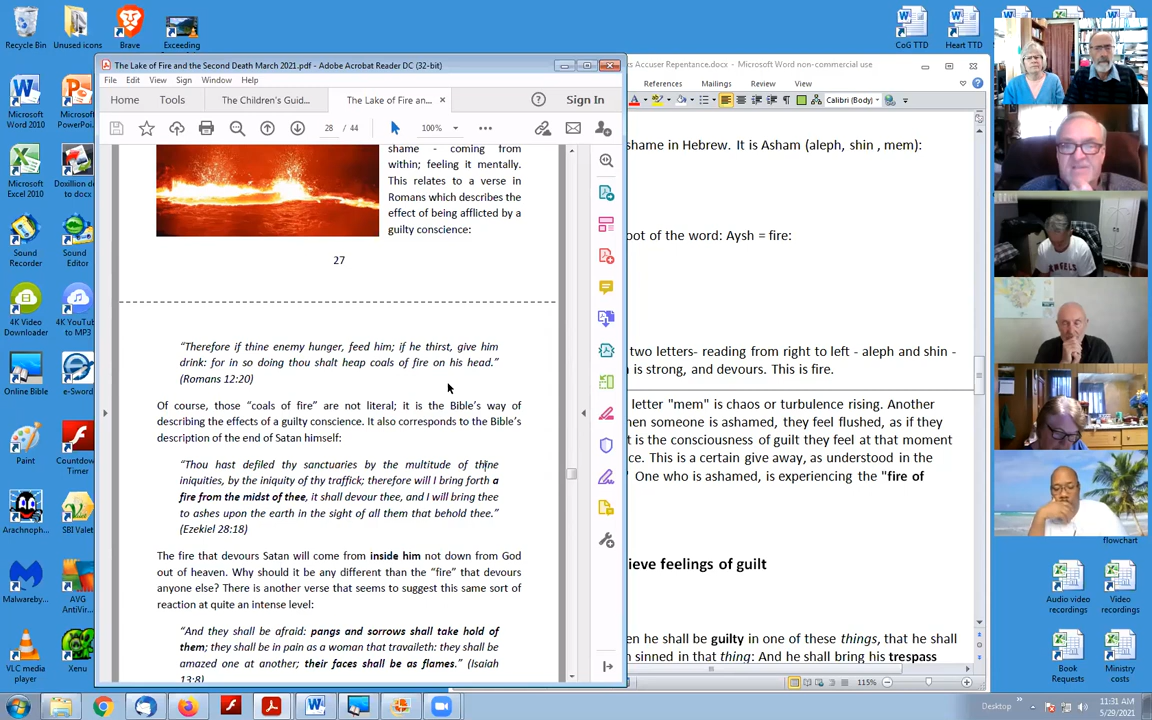 Recycle Bin
Unused icons
Brave
Exceeding
CoG TTD
Heart TTD
The Lake of Fire and the Second Death March 2021.pdf - Adobe Acrobat Reader DC (32-bit)
File Edit View Sign Window Help
Home Tools The Children's Guid... The Lake of Fire an... × Sign In
28 / 44 100%
shame - coming from
within; feeling it mentally.
This relates to a verse in
Romans which describes the
effect of being afflicted by a
guilty conscience:
27
"Therefore if thine enemy hunger, feed him; if he thirst, give him
drink: for in so doing thou shalt heap coals of fire on his head."
(Romans 12:20)
Of course, those "coals of fire" are not literal; it is the Bible's way of
describing the effects of a guilty conscience. It also corresponds to the Bible's
description of the end of Satan himself:
"Thou hast defiled thy sanctuaries by the multitude of thine
iniquities, by the iniquity of thy traffick; therefore will I bring forth a
fire from the midst of thee, it shall devour thee, and I will bring thee
to ashes upon the earth in the sight of all them that behold thee."
(Ezekiel 28:18)
The fire that devours Satan will come from inside him not down from God
out of heaven. Why should it be any different than the "fire" that devours
anyone else? There is another verse that seems to suggest this same sort of
reaction at quite an intense level:
"And they shall be afraid: pangs and sorrows shall take hold of
them; they shall be in pain as a woman that travaileth: they shall be
amazed one at another; their faces shall be as flames." (Isaiah
13:8)
s Accuser Repentance.docx - Microsoft Word non-commercial use
References Mailings Review View
Calibri (Body)
shame in Hebrew. It is Asham (aleph, shin , mem):
oot of the word: Aysh = fire:
two letters- reading from right to left - aleph and shin -
is strong, and devours. This is fire.
letter "mem" is chaos or turbulence rising. Another
hen someone is ashamed, they feel flushed, as if they
t is the consciousness of guilt they feel at that moment
ce. This is a certain give away, as understood in the
One who is ashamed, is experiencing the "fire of
ieve feelings of guilt
en he shall be guilty in one of these things, that he shall
sinned in that thing: And he shall bring his trespass
115%
Microsoft Word 2010
Microsoft PowerPo...
Microsoft Excel 2010
Doxillion de to docx
Sound Recorder
Sound Editor
4K Video Downloader
4K YouTu to MP3
Online Bible
e-Sword
Paint
Countdow Timer
Arachnoph...
SBI Valet
Malwareby...
AVG AntiVir...
VLC media player
Xenu
ANGELS
flowchart
Audio video recordings
Video recordings
Book Requests
Ministry costs
Desktop
11:31 AM
5/29/2021